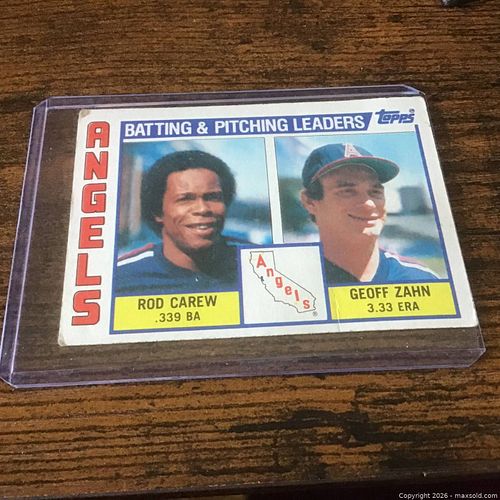 ANGELS
BATTING & PITCHING LEADERS
topps®
A
Angels
®
ROD CAREW
.339 BA
GEOFF ZAHN
3.33 ERA
Copyright 2026 - maxsold.com